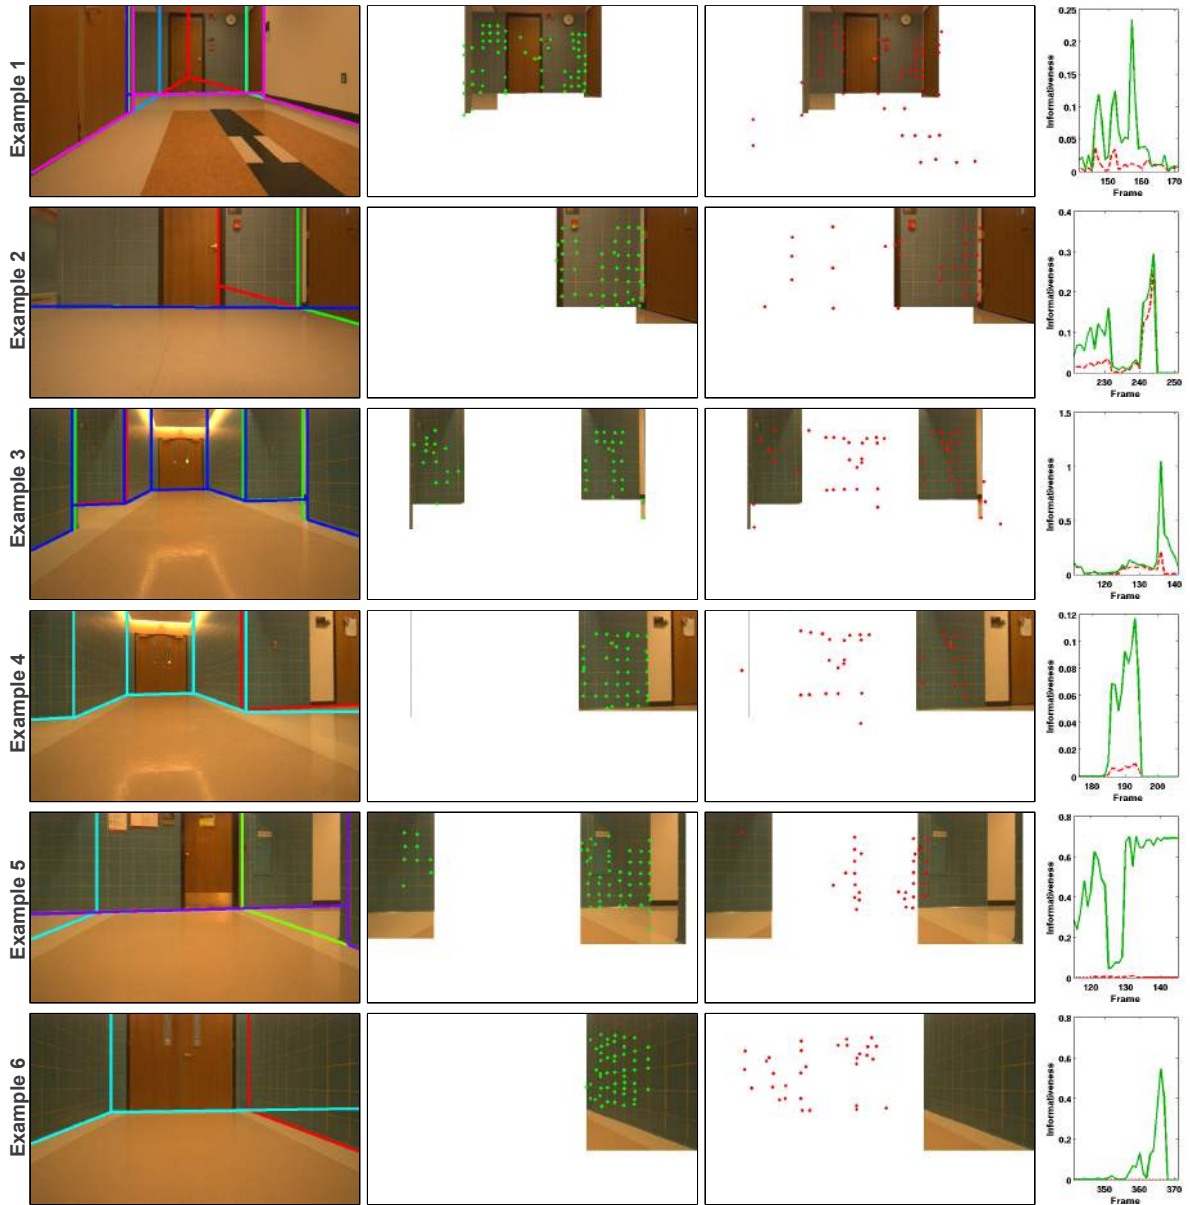 Example 1
0.25
0.2
0.15
0.1
0.05
0
Informativeness
150 160 170
Frame
Example 2
0.4
0.3
0.2
0.1
0
Informativeness
230 240 250
Frame
Example 3
1.5
1
0.5
0
Informativeness
120 130 140
Frame
Example 4
0.12
0.1
0.08
0.06
0.04
0.02
0
Informativeness
180 190 200
Frame
Example 5
0.8
0.6
0.4
0.2
0
Informativeness
120 130 140
Frame
Example 6
0.8
0.6
0.4
0.2
0
Informativeness
350 360 370
Frame